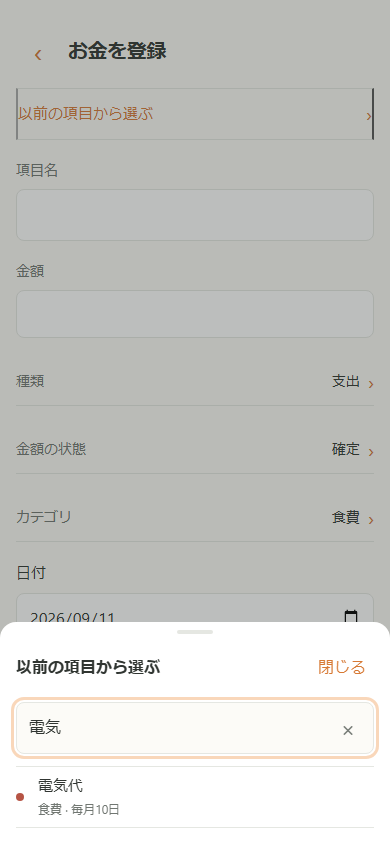 お金を登録
以前の項目から選ぶ
項目名
金額
種類 支出
金額の状態 確定
カテゴリ 食費
日付
2026/09/11
以前の項目から選ぶ 閉じる
電気
電気代
食費 · 毎月10日